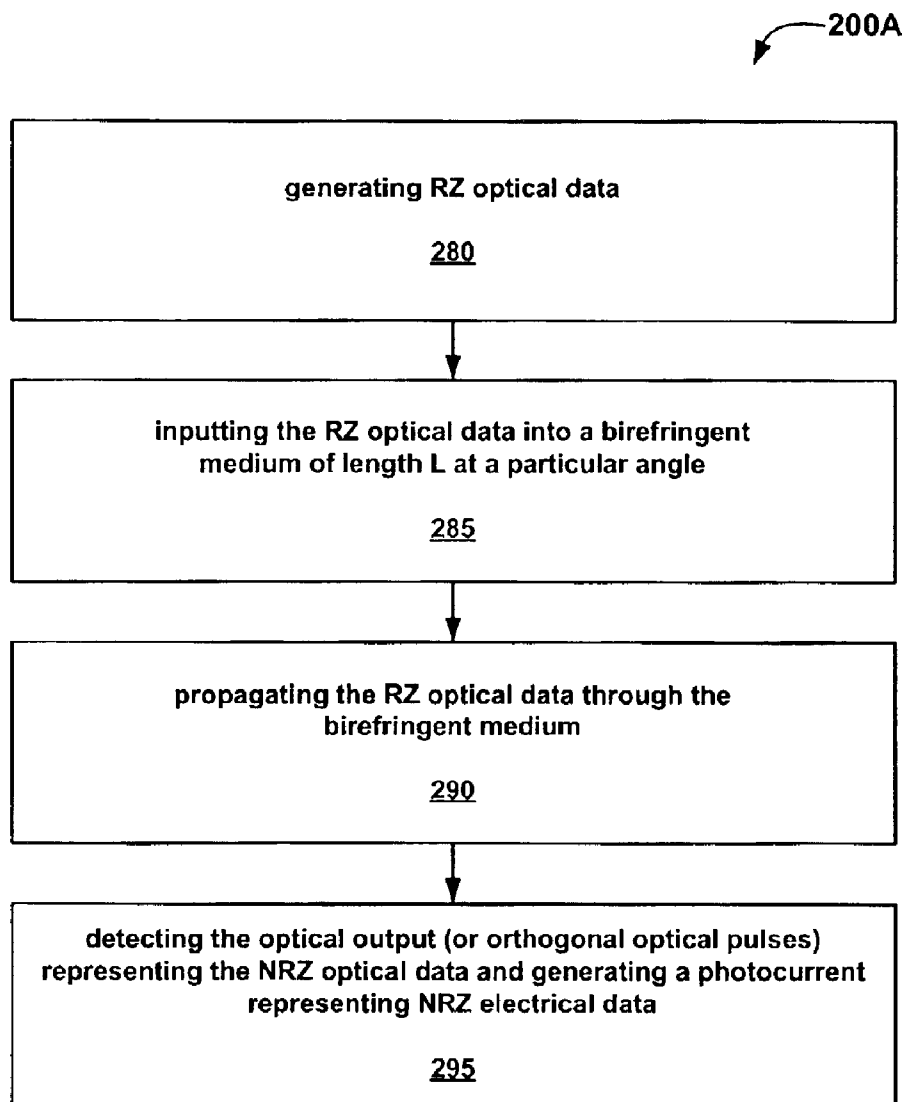 200A
generating RZ optical data
280
inputting the RZ optical data into a birefringent
medium of length L at a particular angle
285
propagating the RZ optical data through the
birefringent medium
290
detecting the optical output (or orthogonal optical pulses)
representing the NRZ optical data and generating a photocurrent
representing NRZ electrical data
295